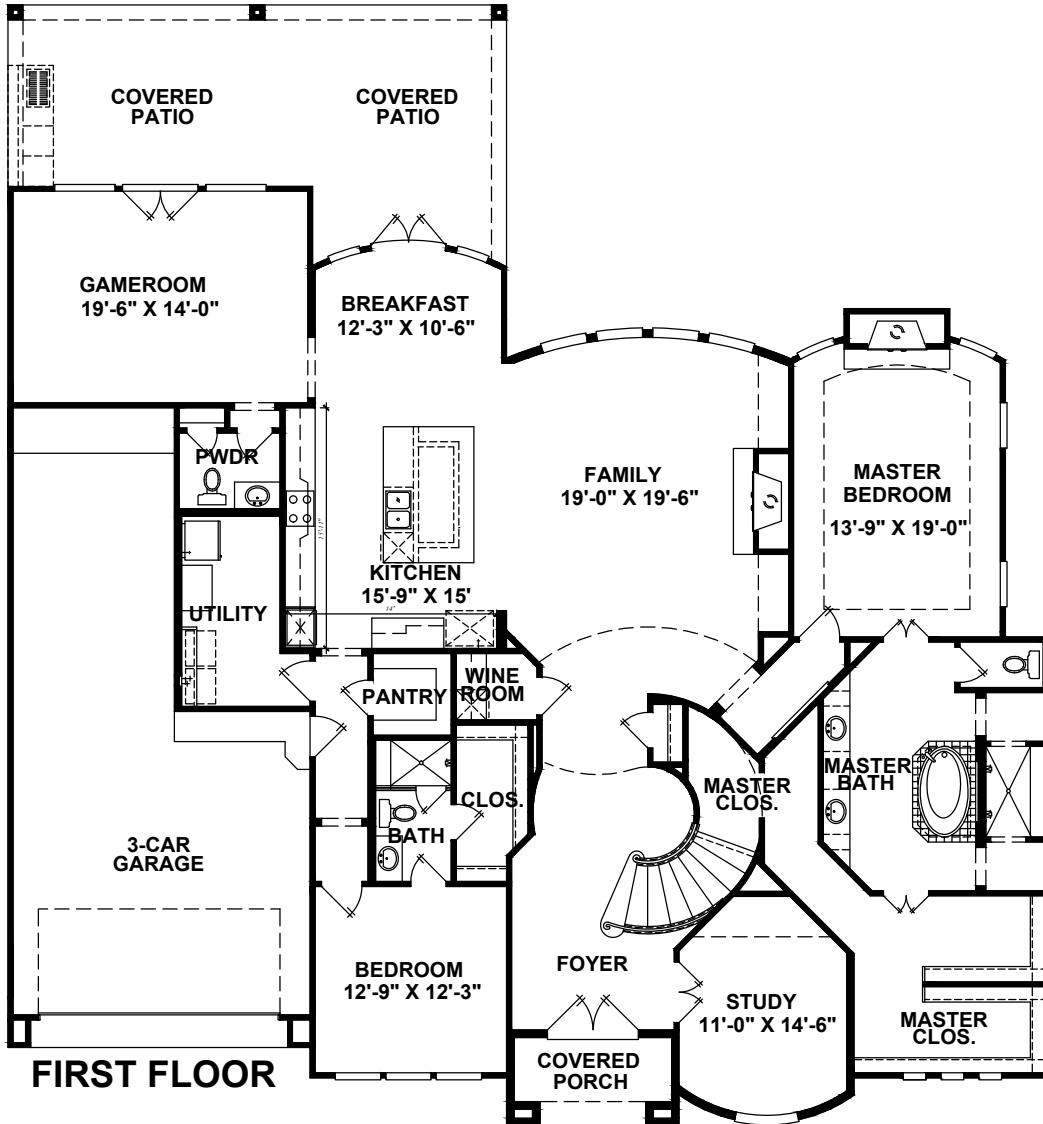 COVERED
PATIO
COVERED
PATIO
GAMEROOM
19'-6" X 14'-0"
BREAKFAST
12'-3" X 10'-6"
PWDR
FAMILY
19'-0" X 19'-6"
MASTER
BEDROOM
13'-9" X 19'-0"
KITCHEN
15'-9" X 15'
14"
UTILITY
PANTRY
WINE
ROOM
MASTER
CLOS.
MASTER
BATH
CLOS.
BATH
3-CAR
GARAGE
BEDROOM
12'-9" X 12'-3"
FOYER
STUDY
11'-0" X 14'-6"
MASTER
CLOS.
COVERED
PORCH
FIRST FLOOR